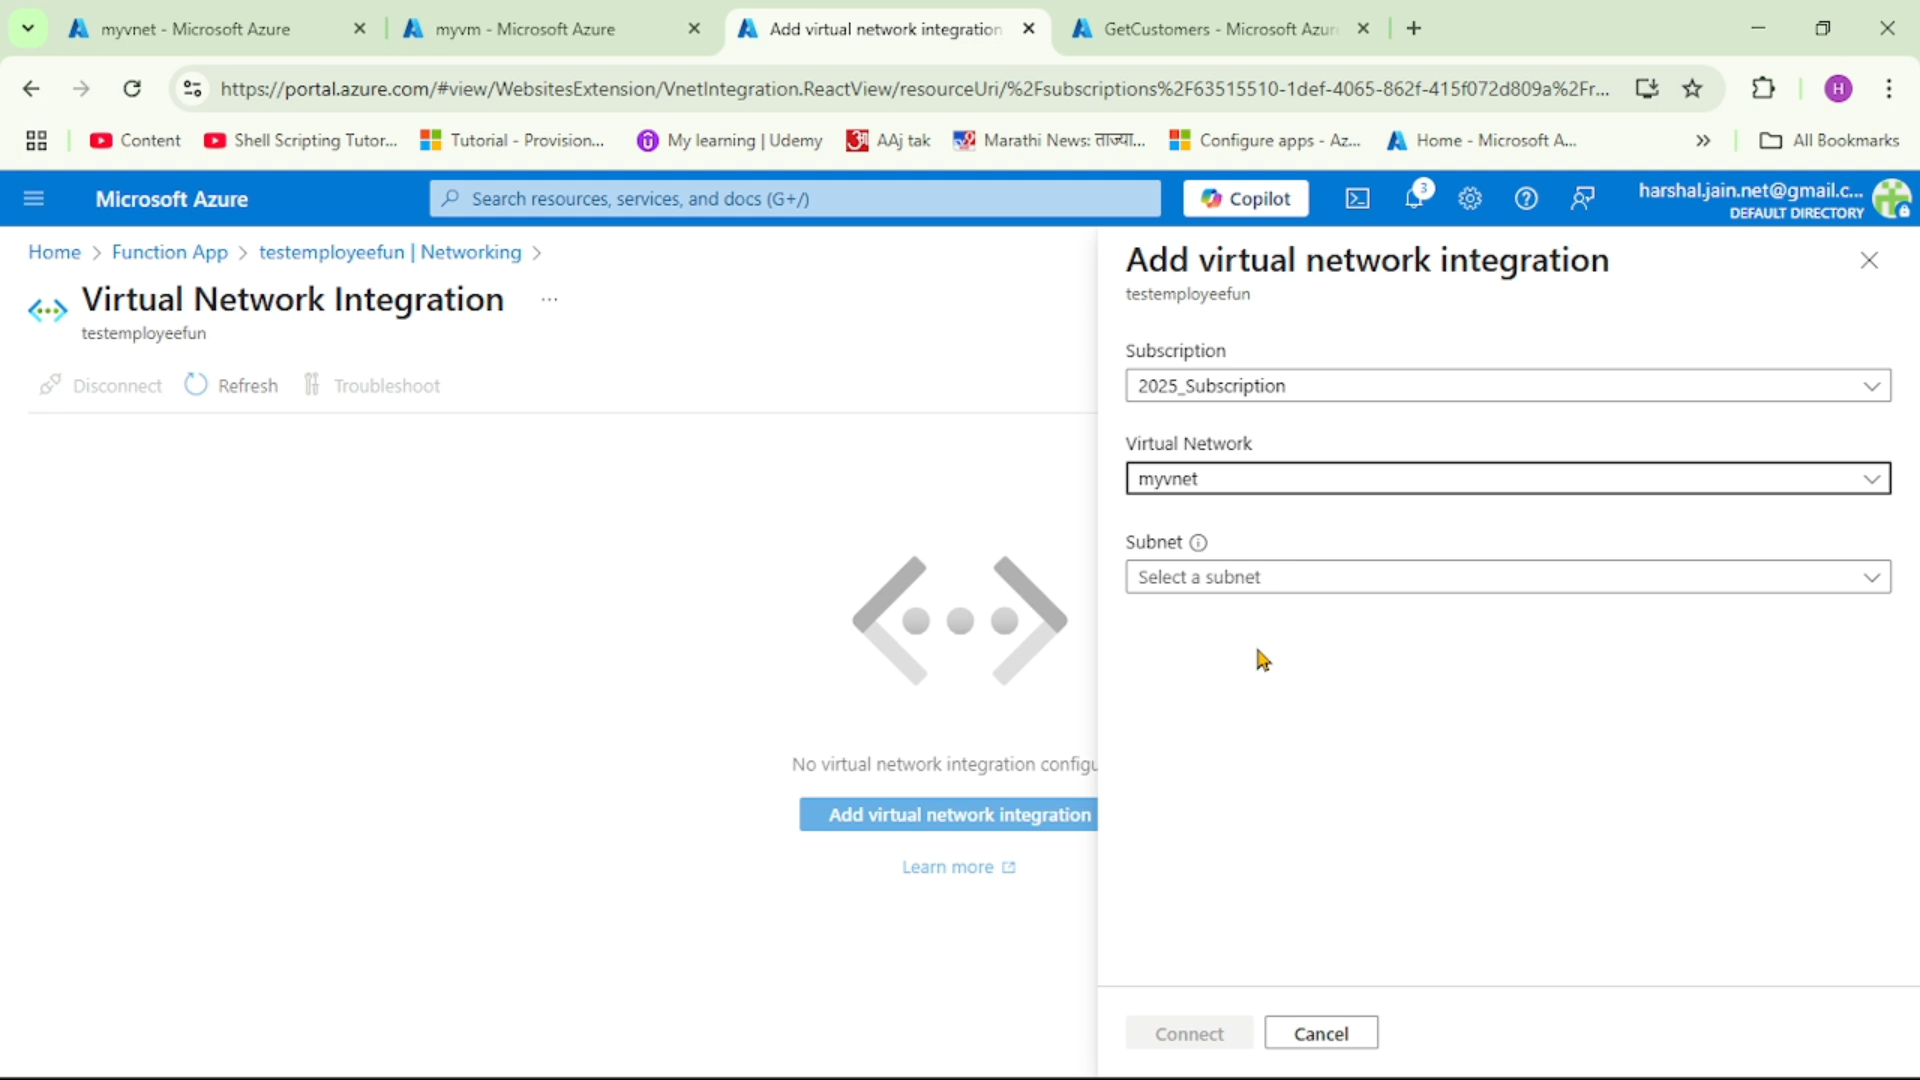 myvnet - Microsoft Azure
myvm - Microsoft Azure
Add virtual network integration
GetCustomers - Microsoft Azur
https://portal.azure.com/#view/WebsitesExtension/VnetIntegration.ReactView/resourceUri/%2Fsubscriptions%2F63515510-1def-4065-862f-415f072d809a%2Fr...
H
Content
Shell Scripting Tutor...
Tutorial - Provision...
My learning | Udemy
AAj tak
Marathi News: ताज्या...
Configure apps - Az...
Home - Microsoft A...
All Bookmarks
Microsoft Azure
Search resources, services, and docs (G+/)
Copilot
3
harshal.jain.net@gmail.c...
DEFAULT DIRECTORY
Home > Function App > testemployeefun | Networking >
Virtual Network Integration ...
testemployeefun
Disconnect
Refresh
Troubleshoot
No virtual network integration configu
Add virtual network integration
Learn more
Add virtual network integration
testemployeefun
Subscription
2025_Subscription
Virtual Network
myvnet
Subnet
Select a subnet
Connect
Cancel